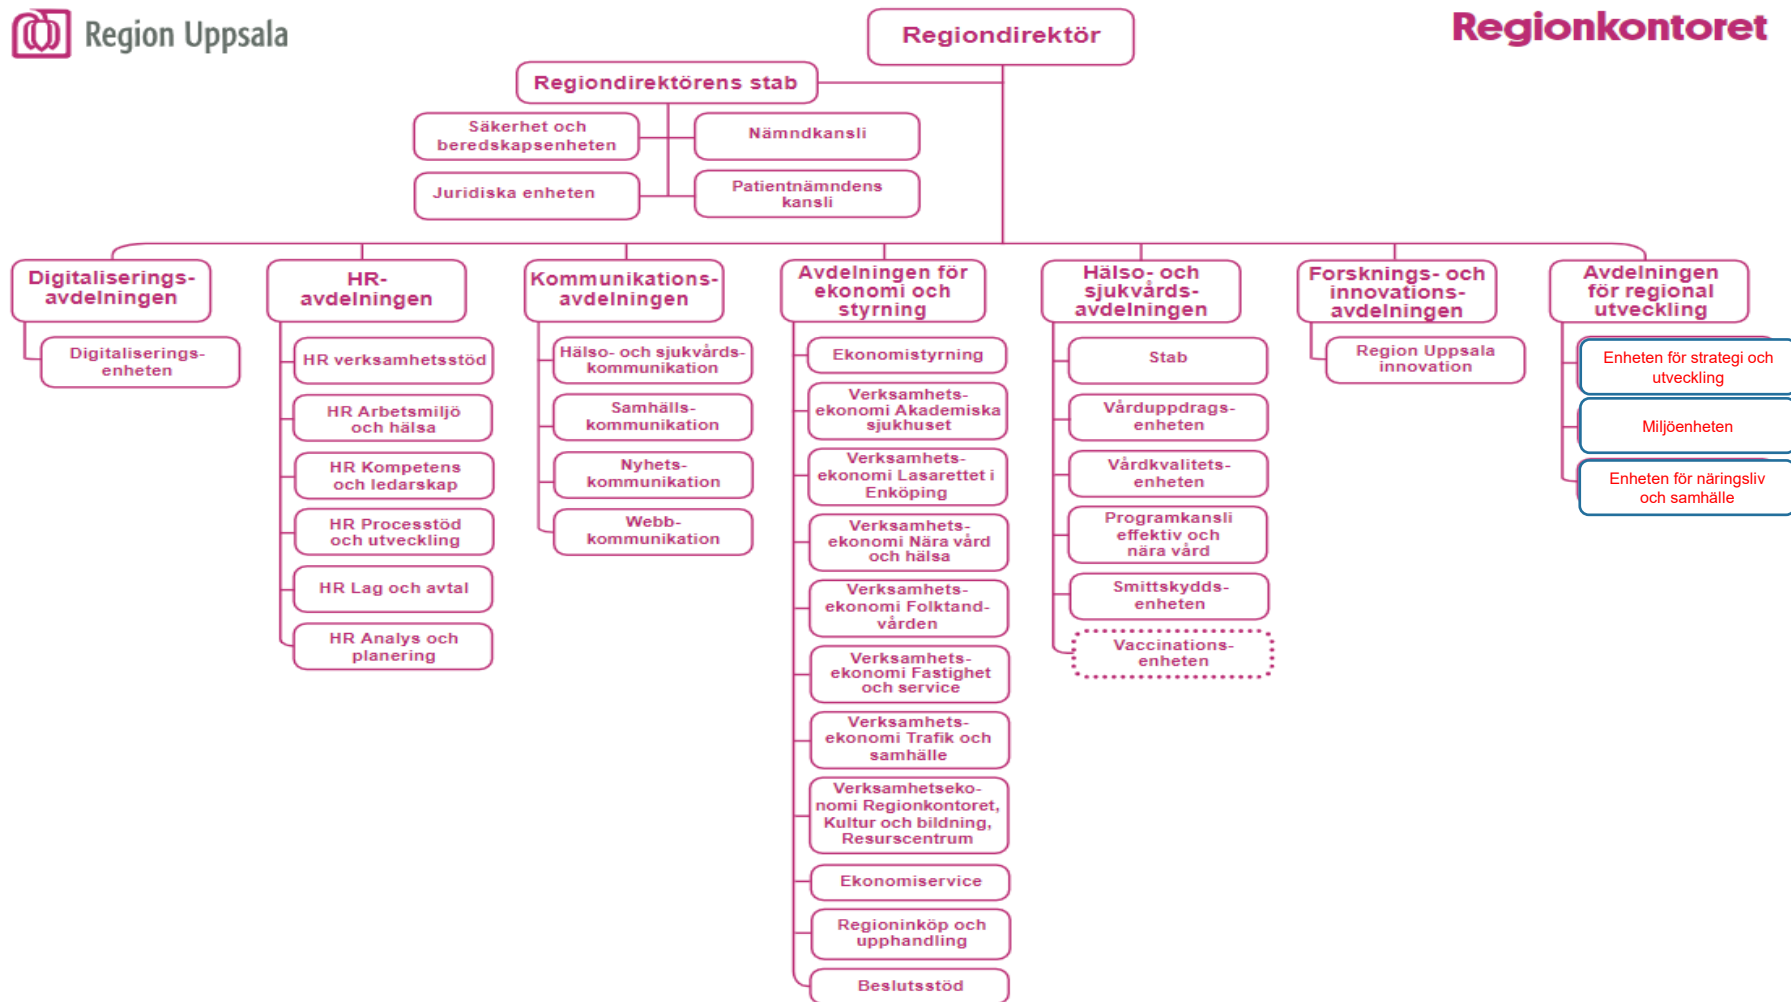 Region Uppsala
Regiondirektör
Regionkontoret
Regiondirektörens stab
Säkerhet och
beredskapsenheten
Nämndkansli
Juridiska enheten
Patientnämndens
kansli
Digitaliserings-
avdelningen
Digitaliserings-
enheten
HR-
avdelningen
HR verksamhetsstöd
HR Arbetsmiljö
och hälsa
HR Kompetens
och ledarskap
HR Processtöd
och utveckling
HR Lag och avtal
HR Analys och
planering
Kommunikations-
avdelningen
Hälso- och sjukvårds-
kommunikation
Samhälls-
kommunikation
Nyhets-
kommunikation
Webb-
kommunikation
Avdelningen för
ekonomi och
styrning
Ekonomistyrning
Verksamhets-
ekonomi Akademiska
sjukhuset
Verksamhets-
ekonomi Lasarettet i
Enköping
Verksamhets-
ekonomi Nära vård
och hälsa
Verksamhets-
ekonomi Folktand-
vården
Verksamhets-
ekonomi Fastighet
och service
Verksamhets-
ekonomi Trafik och
samhälle
Verksamhetseko-
nomi Regionkontoret,
Kultur och bildning,
Resurscentrum
Ekonomiservice
Regioninköp och
upphandling
Beslutsstöd
Hälso- och
sjukvårds-
avdelningen
Stab
Vårduppdrags-
enheten
Vårdkvalitets-
enheten
Programkansli
effektiv och
nära vård
Smittskydds-
enheten
Vaccinations-
enheten
Forsknings- och
innovations-
avdelningen
Region Uppsala
innovation
Avdelningen
för regional
utveckling
Enheten för strategi och
utveckling
Miljöenheten
Enheten för näringsliv
och samhälle